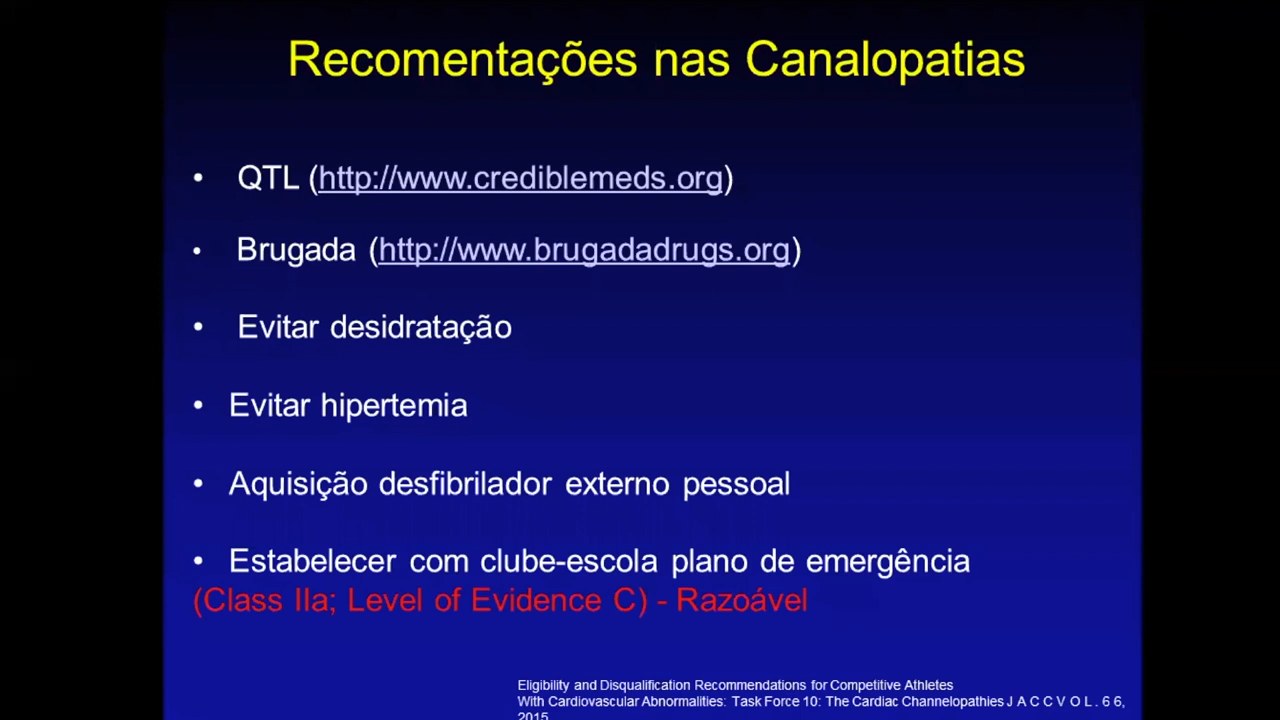 Recomentações nas Canalopatias
• QTL (http://www.crediblemeds.org)
• Brugada (http://www.brugadadrugs.org)
• Evitar desidratação
• Evitar hipertemia
• Aquisição desfibrilador externo pessoal
• Estabelecer com clube-escola plano de emergência
(Class IIa; Level of Evidence C) - Razoável
Eligibility and Disqualification Recommendations for Competitive Athletes
With Cardiovascular Abnormalities: Task Force 10: The Cardiac Channelopathies J A C C V O L . 6 6,
2015